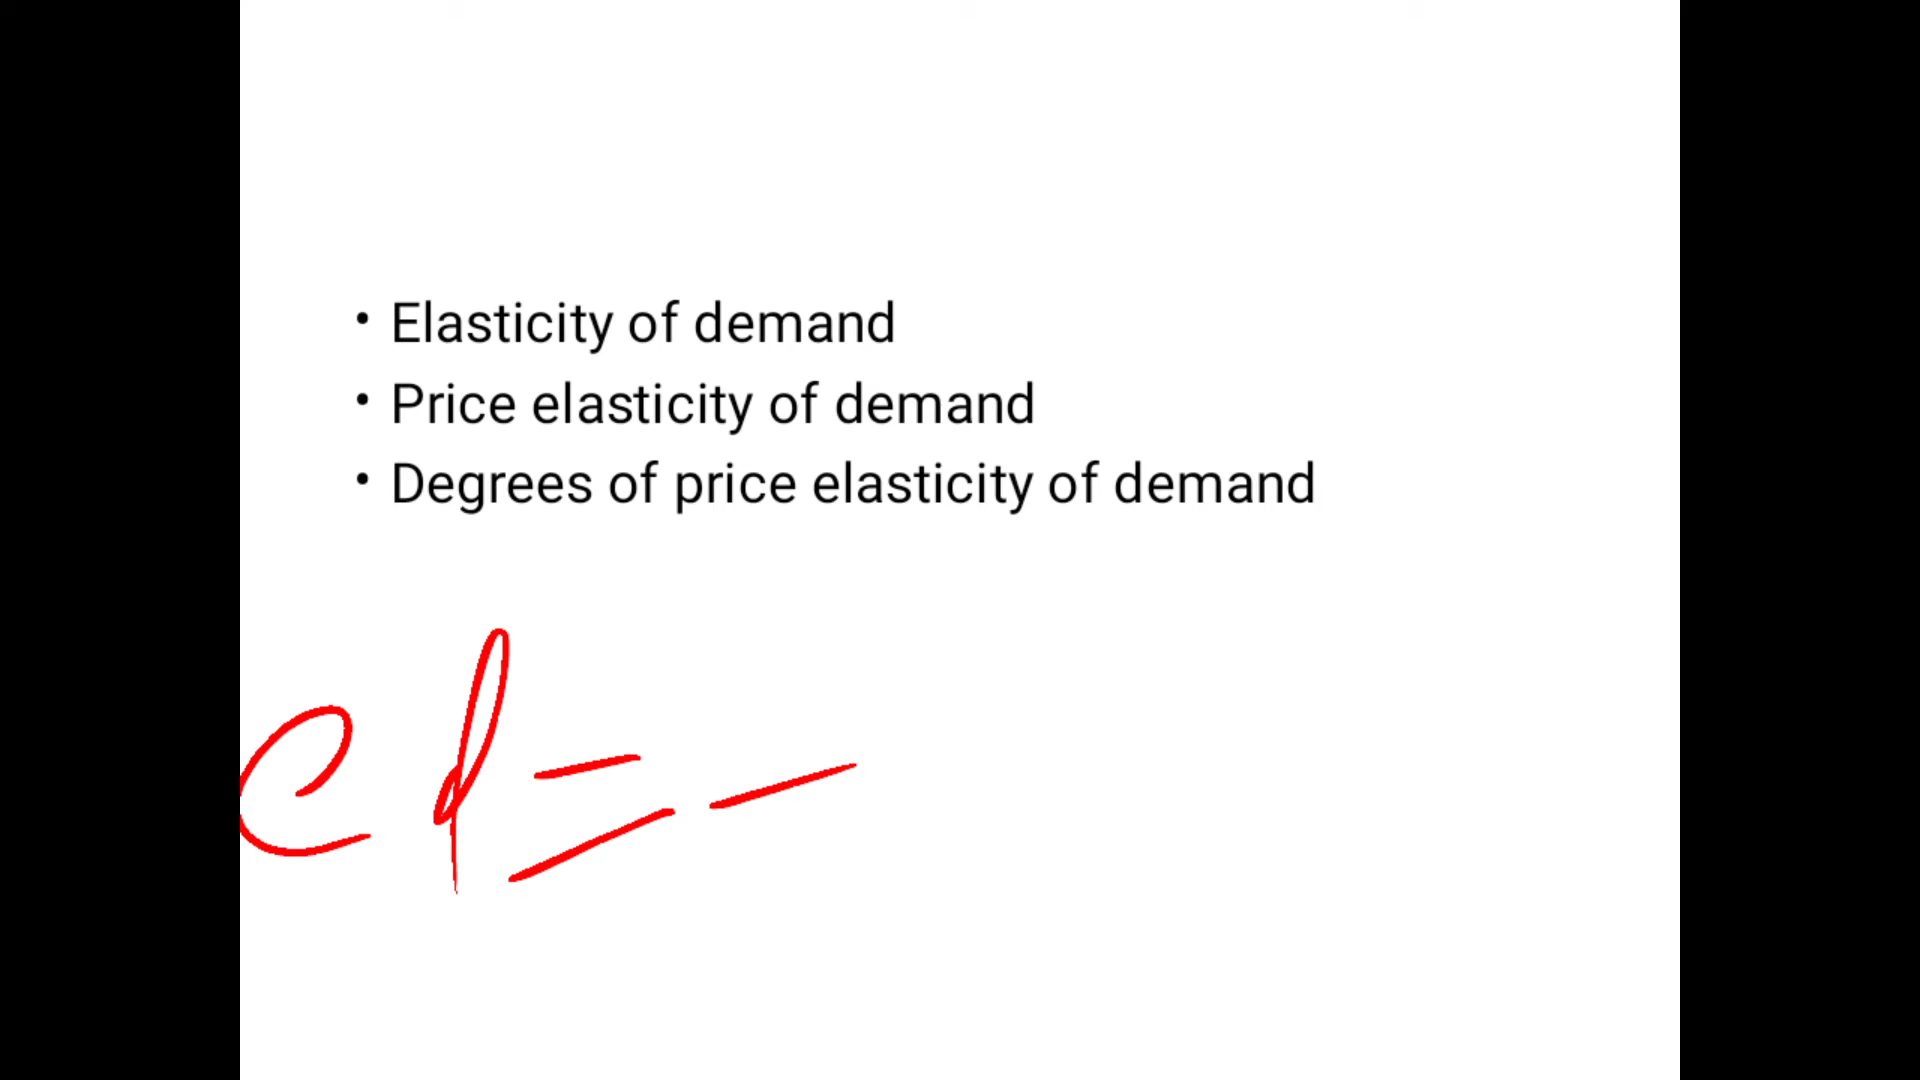 • Elasticity of demand
• Price elasticity of demand
• Degrees of price elasticity of demand
ed = -